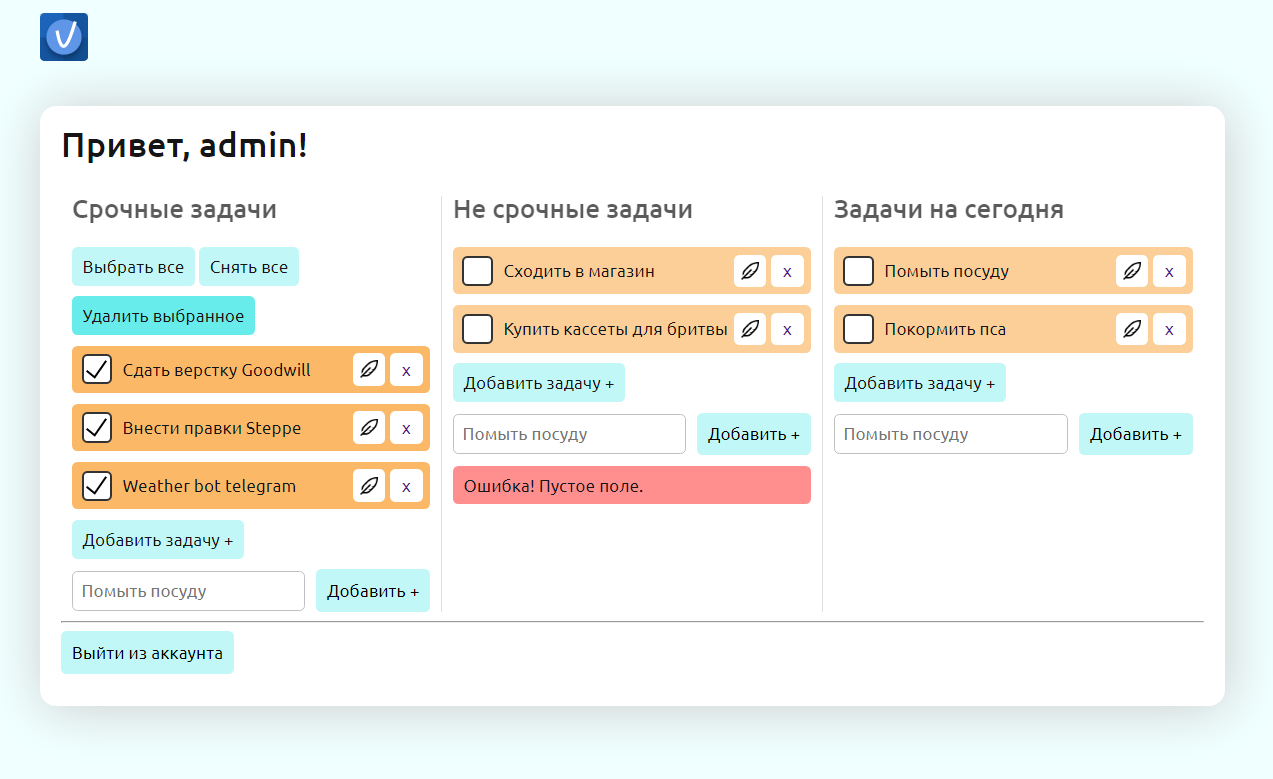 Привет, admin!
Срочные задачи
Выбрать все
Снять все
Удалить выбранное
Сдать верстку Goodwill
x
Внести правки Steppe
x
Weather bot telegram
x
Добавить задачу +
Помыть посуду
Добавить +
Не срочные задачи
Сходить в магазин
x
Купить кассеты для бритвы
x
Добавить задачу +
Помыть посуду
Добавить +
Ошибка! Пустое поле.
Задачи на сегодня
Помыть посуду
x
Покормить пса
x
Добавить задачу +
Помыть посуду
Добавить +
Выйти из аккаунта